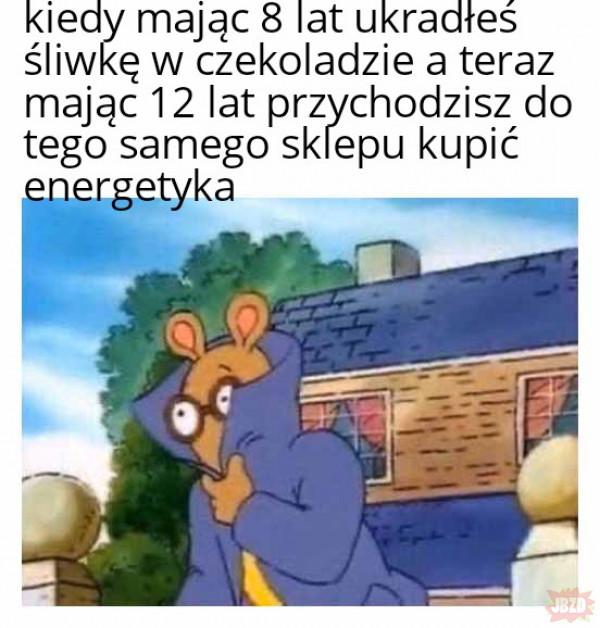 kiedy mając 8 lat ukradłeś
śliwkę w czekoladzie a teraz
mając 12 lat przychodzisz do
tego samego sklepu kupić
energetyka
JBZD